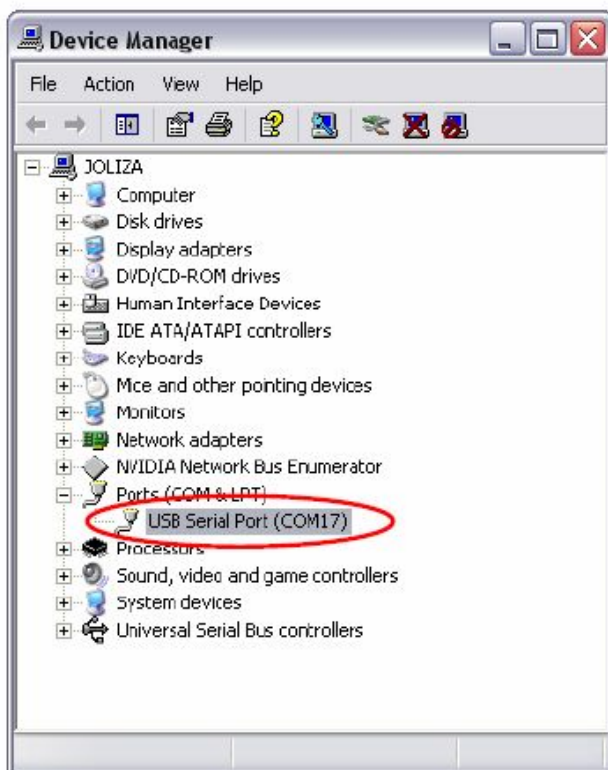 Device Manager
File Action View Help
JOLIZA
Computer
Disk drives
Display adapters
DVD/CD-ROM drives
Human Interface Devices
IDE ATA/ATAPI controllers
Keyboards
Mice and other pointing devices
Monitors
Network adapters
NVIDIA Network Bus Enumerator
Ports (COM & LPT)
USB Serial Port (COM17)
Processors
Sound, video and game controllers
System devices
Universal Serial Bus controllers